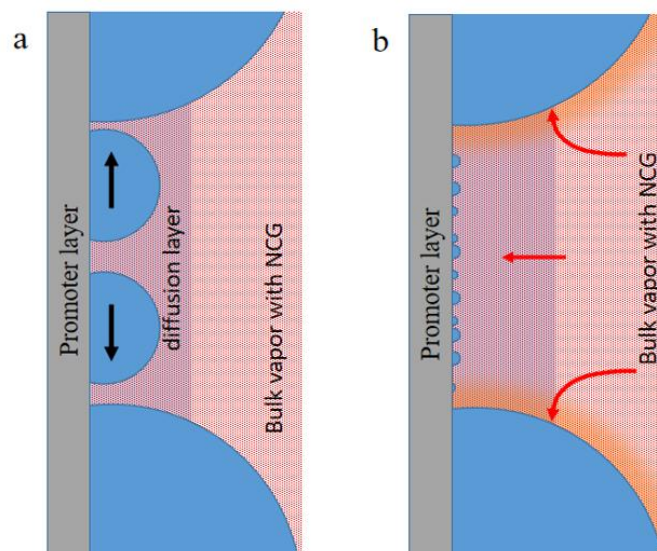 a
Promoter layer
diffusion layer
Bulk vapor with NCG
b
Promoter layer
Bulk vapor with NCG